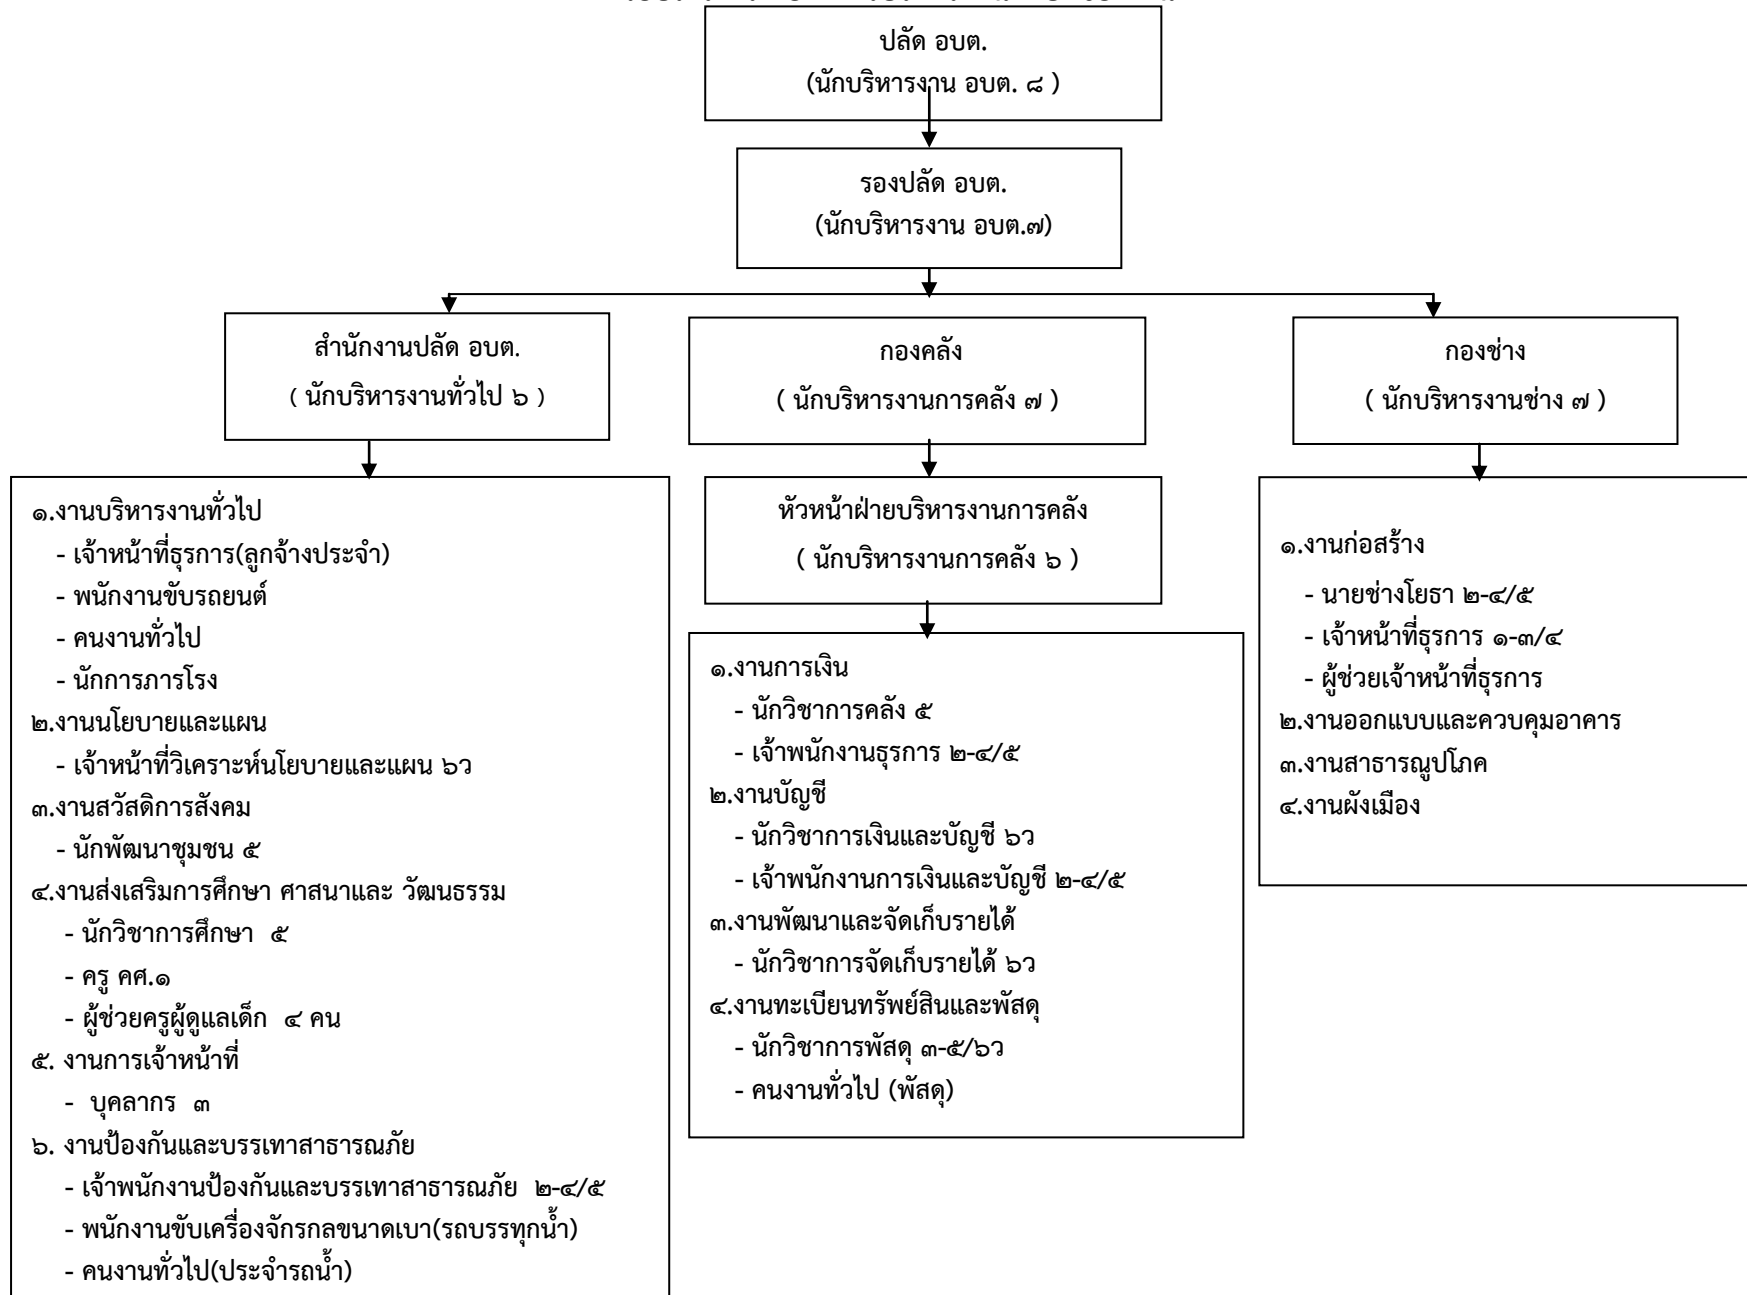 ปลัด อบต.
(นักบริหารงาน อบต. ๘ )
รองปลัด อบต.
(นักบริหารงาน อบต.๗)
สำนักงานปลัด อบต.
( นักบริหารงานทั่วไป ๖ )
กองคลัง
( นักบริหารงานการคลัง ๗ )
กองช่าง
( นักบริหารงานช่าง ๗ )
๑.งานบริหารงานทั่วไป
- เจ้าหน้าที่ธุรการ(ลูกจ้างประจำ)
- พนักงานขับรถยนต์
- คนงานทั่วไป
- นักการภารโรง
๒.งานนโยบายและแผน
- เจ้าหน้าที่วิเคราะห์นโยบายและแผน ๖ว
๓.งานสวัสดิการสังคม
- นักพัฒนาชุมชน ๕
๔.งานส่งเสริมการศึกษา ศาสนาและ วัฒนธรรม
- นักวิชาการศึกษา ๕
- ครู คศ.๑
- ผู้ช่วยครูผู้ดูแลเด็ก ๔ คน
๕. งานการเจ้าหน้าที่
- บุคลากร ๓
๖. งานป้องกันและบรรเทาสาธารณภัย
- เจ้าพนักงานป้องกันและบรรเทาสาธารณภัย ๒-๔/๕
- พนักงานขับเครื่องจักรกลขนาดเบา(รถบรรทุกน้ำ)
- คนงานทั่วไป(ประจำรถน้ำ)
หัวหน้าฝ่ายบริหารงานการคลัง
( นักบริหารงานการคลัง ๖ )
๑.งานการเงิน
- นักวิชาการคลัง ๕
- เจ้าพนักงานธุรการ ๒-๔/๕
๒.งานบัญชี
- นักวิชาการเงินและบัญชี ๖ว
- เจ้าพนักงานการเงินและบัญชี ๒-๔/๕
๓.งานพัฒนาและจัดเก็บรายได้
- นักวิชาการจัดเก็บรายได้ ๖ว
๔.งานทะเบียนทรัพย์สินและพัสดุ
- นักวิชาการพัสดุ ๓-๕/๖ว
- คนงานทั่วไป (พัสดุ)
๑.งานก่อสร้าง
- นายช่างโยธา ๒-๔/๕
- เจ้าหน้าที่ธุรการ ๑-๓/๔
- ผู้ช่วยเจ้าหน้าที่ธุรการ
๒.งานออกแบบและควบคุมอาคาร
๓.งานสาธารณูปโภค
๔.งานผังเมือง